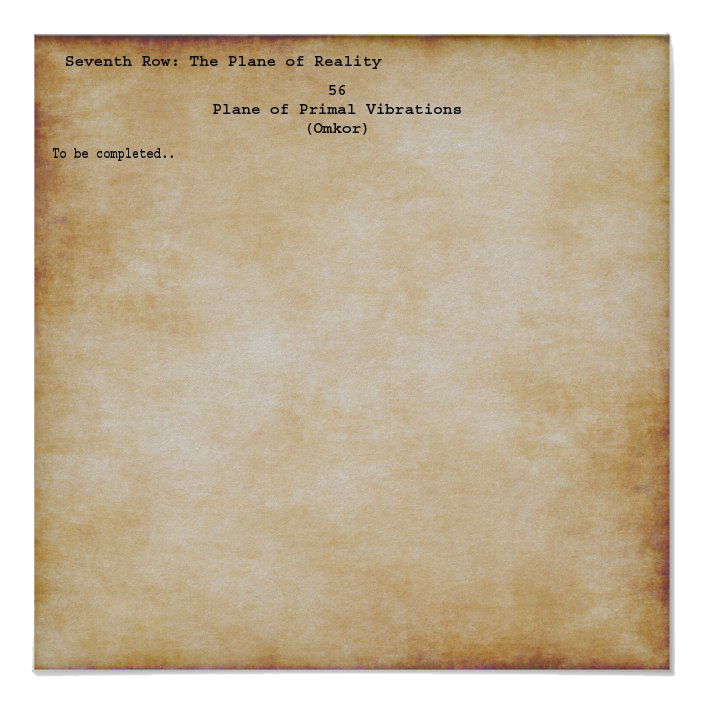 Seventh Row: The Plane of Reality
56
Plane of Primal Vibrations
(Omkor)
To be completed..